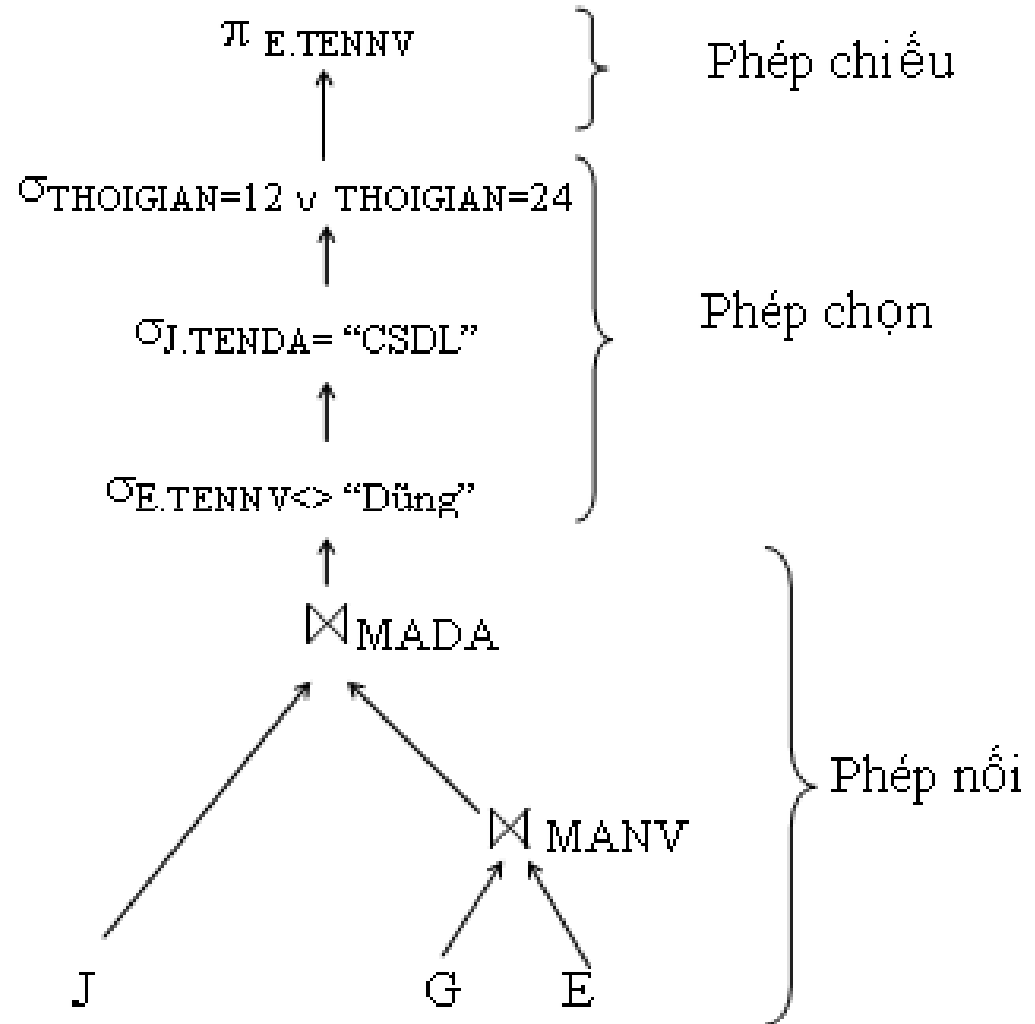 π E.TENNV
Phép chiếu
σTHOIGIAN=12 ∨ THOIGIAN=24
σJ.TENDA= “CSDL”
Phép chọn
σE.TENNV<> “Dũng”
⋈ MADA
Phép nối
⋈ MANV
J G E